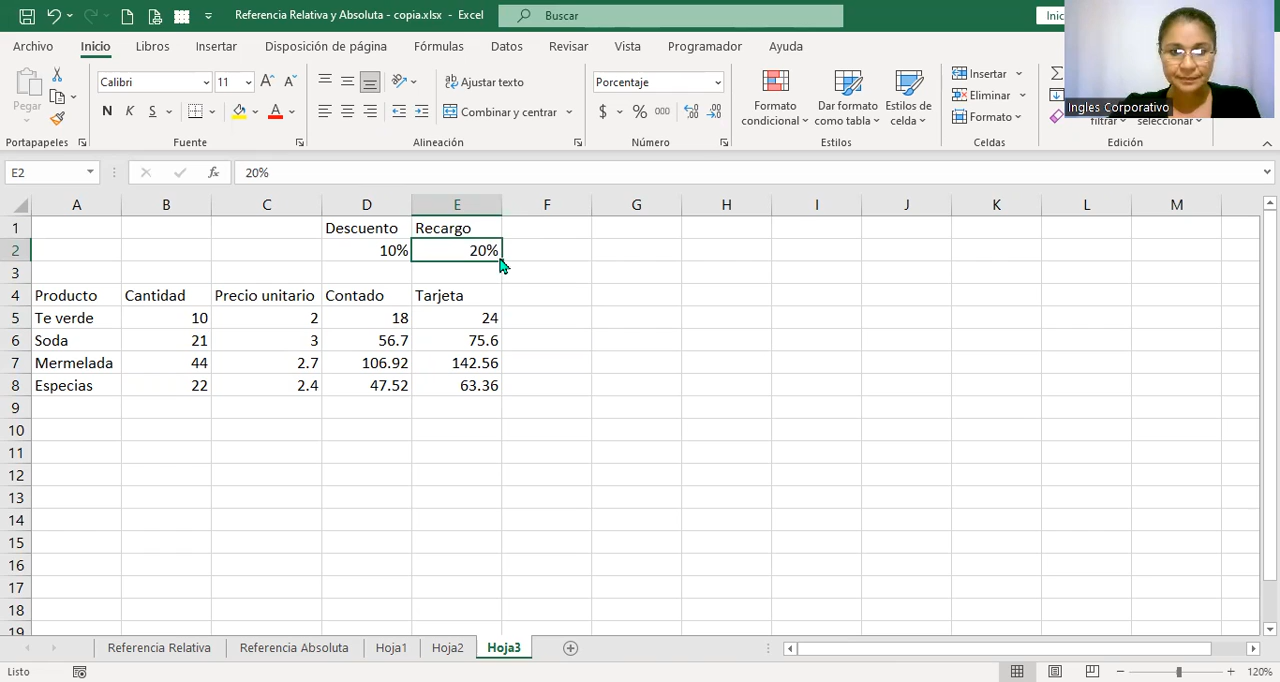 Referencia Relativa y Absoluta - copia.xlsx - Excel
Buscar
Inic
Archivo Inicio Libros Insertar Disposición de página Fórmulas Datos Revisar Vista Programador Ayuda
Ingles Corporativo
Pegar
Calibri 11
N K S
Ajustar texto
Combinar y centrar
Porcentaje
$ % 000
Formato condicional
Dar formato como tabla
Estilos de celda
Insertar
Eliminar
Formato
filtrar
seleccionar
Portapapeles Fuente Alineación Número Estilos Celdas Edición
E2 fx 20%
A B C D E F G H I J K L M
1 Descuento Recargo
2 10% 20%
3
4 Producto Cantidad Precio unitario Contado Tarjeta
5 Te verde 10 2 18 24
6 Soda 21 3 56.7 75.6
7 Mermelada 44 2.7 106.92 142.56
8 Especias 22 2.4 47.52 63.36
9
10
11
12
13
14
15
16
17
18
19
Referencia Relativa Referencia Absoluta Hoja1 Hoja2 Hoja3
Listo 120%